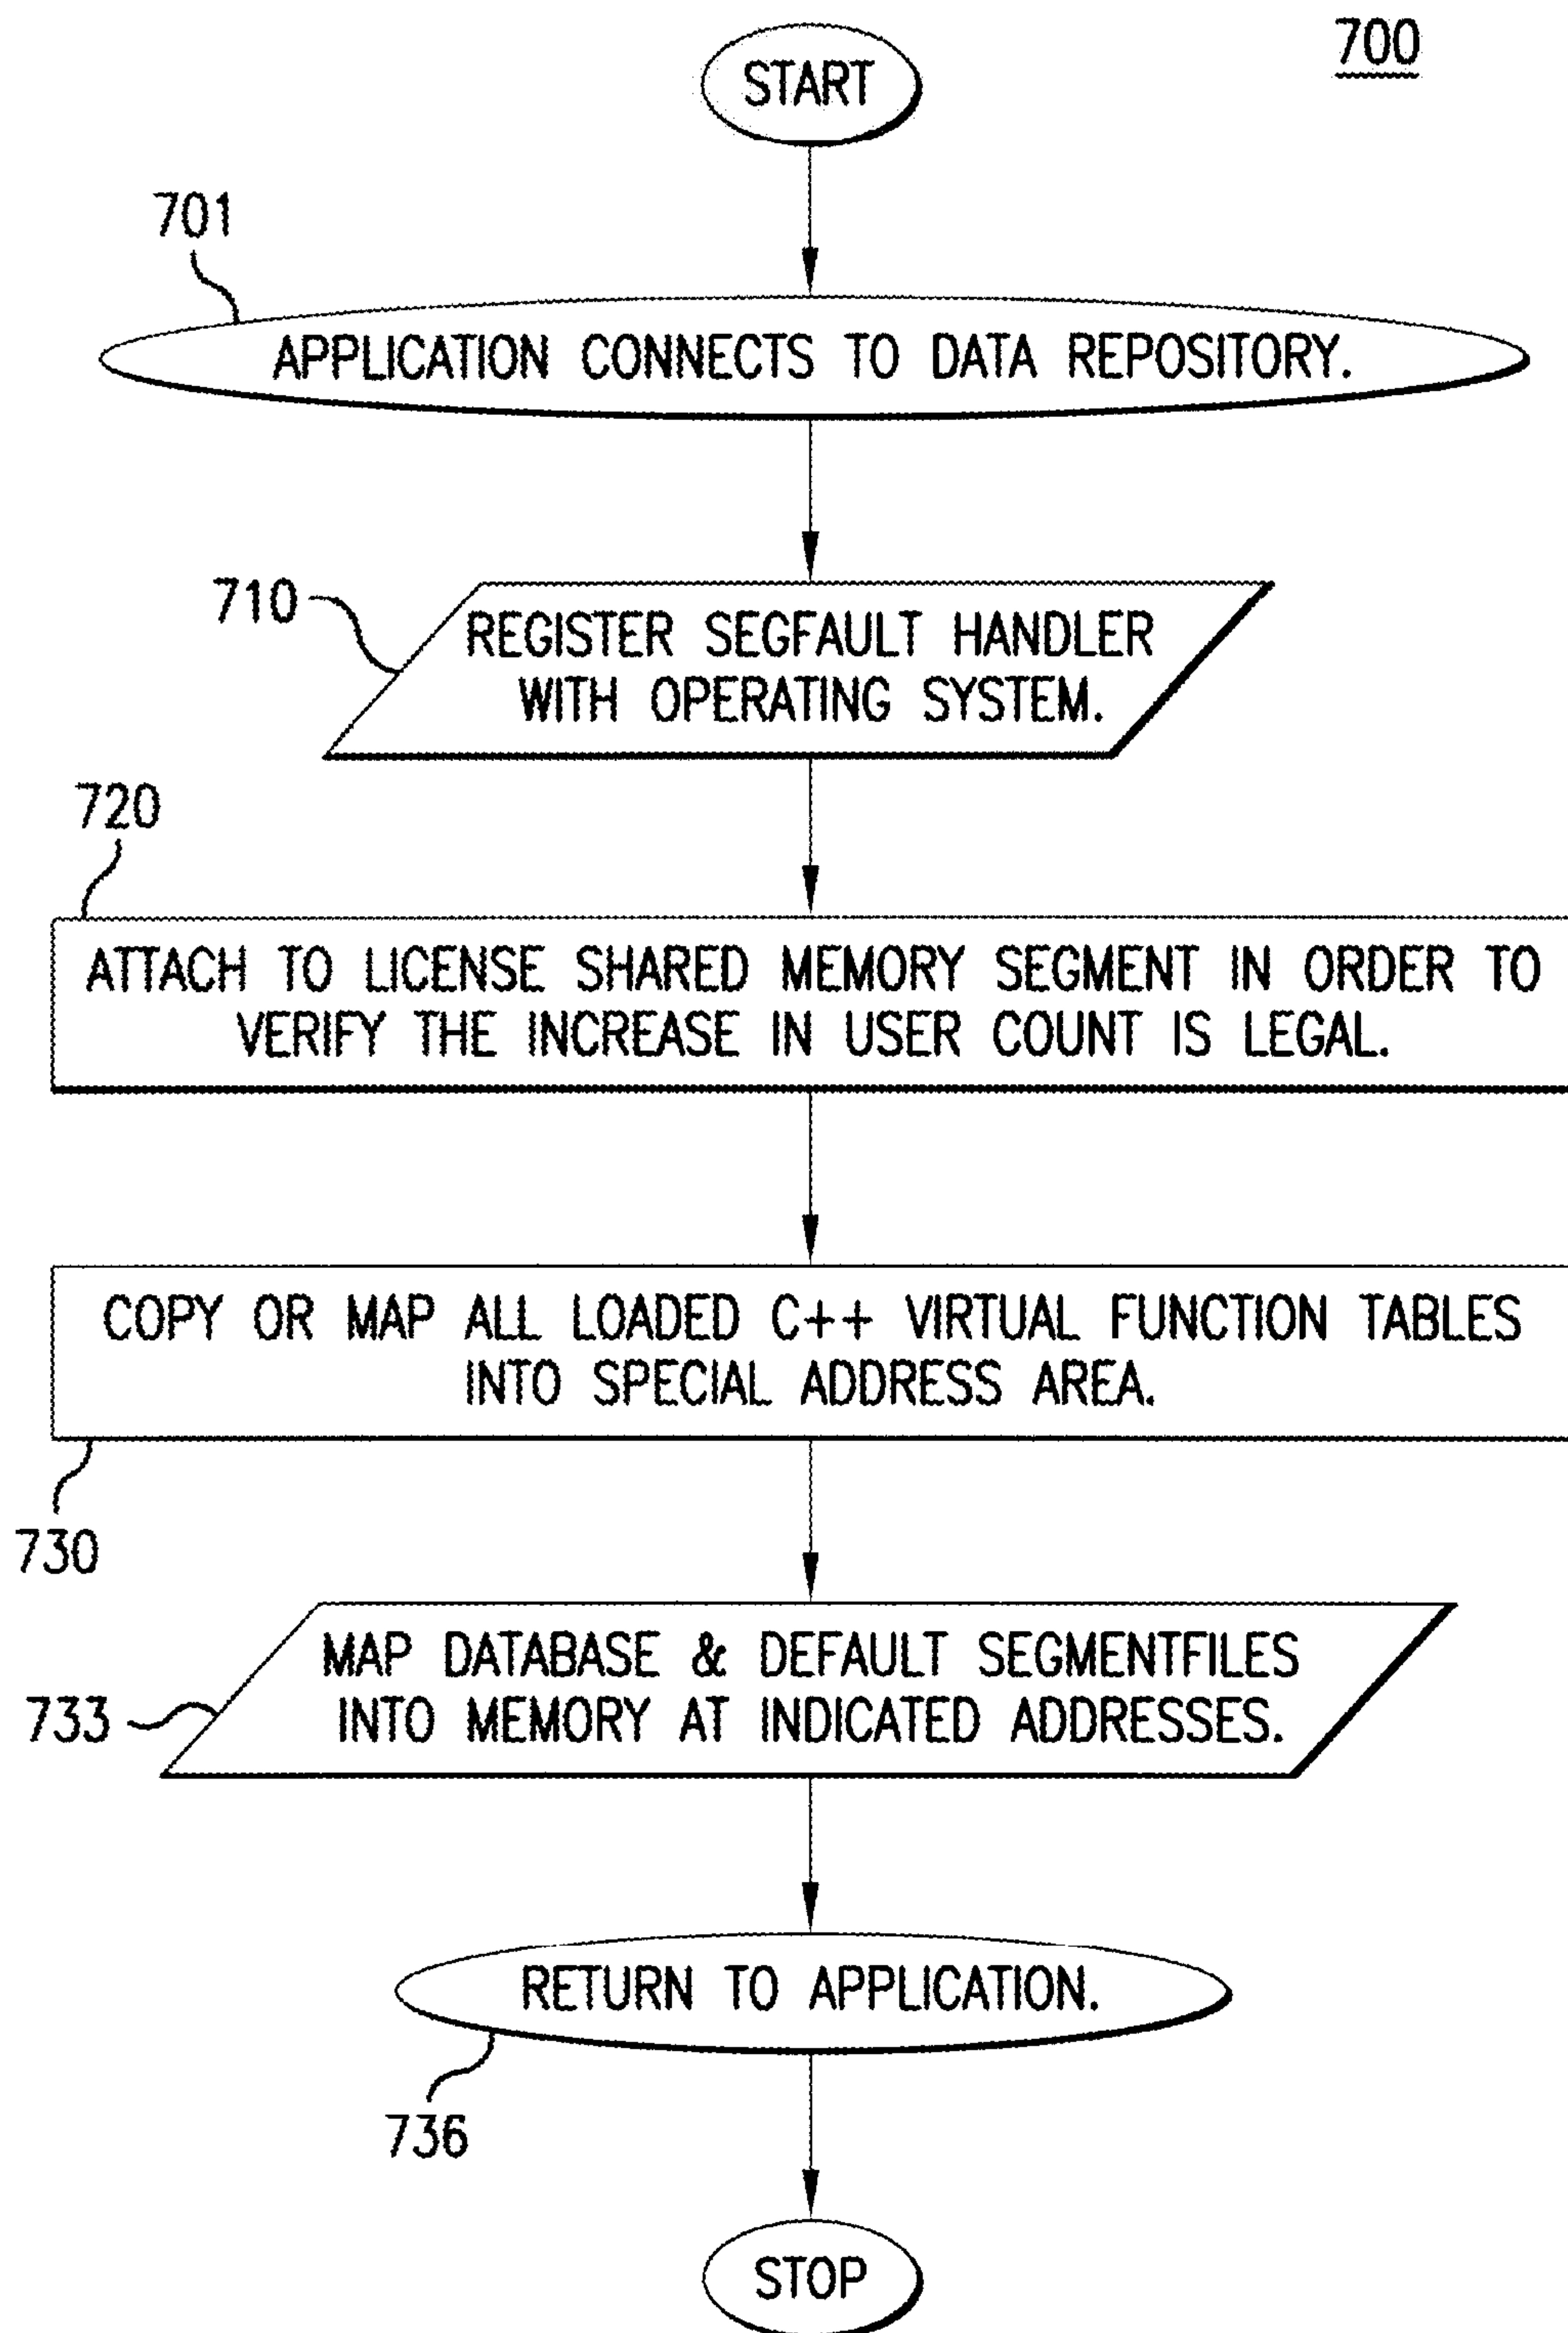 700
START
701
APPLICATION CONNECTS TO DATA REPOSITORY.
710
REGISTER SEGFAULT HANDLER
WITH OPERATING SYSTEM.
720
ATTACH TO LICENSE SHARED MEMORY SEGMENT IN ORDER TO
VERIFY THE INCREASE IN USER COUNT IS LEGAL.
COPY OR MAP ALL LOADED C++ VIRTUAL FUNCTION TABLES
INTO SPECIAL ADDRESS AREA.
730
MAP DATABASE & DEFAULT SEGMENTFILES
INTO MEMORY AT INDICATED ADDRESSES.
733
RETURN TO APPLICATION.
736
STOP